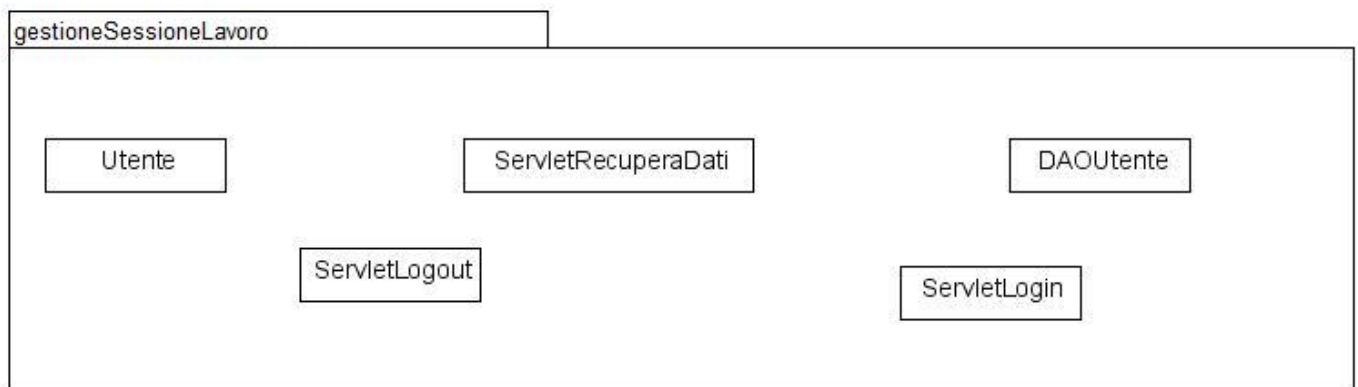 gestioneSessioneLavoro
Utente
ServletRecuperaDati
DAOUtente
ServletLogout
ServletLogin